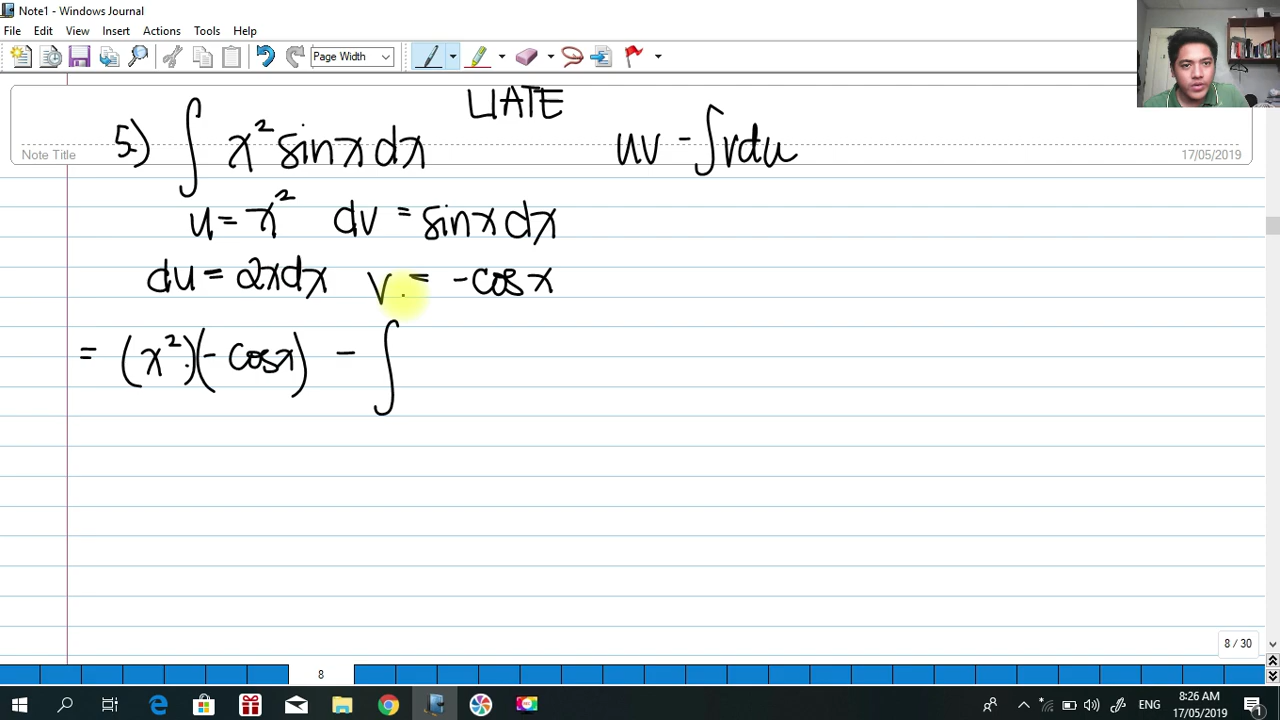 Note1 - Windows Journal
File Edit View Insert Actions Tools Help
Page Width
LIATE
5.) ∫ x² sin x dx uv - ∫vdu
Note Title 17/05/2019
u = x² dv = sin x dx
du = 2x dx v = -cos x
= (x²)(-cos x) - ∫
8 / 30
8
ENG
8:26 AM
17/05/2019
1